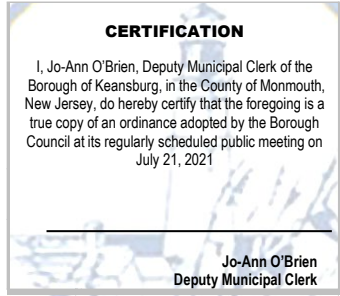 CERTIFICATION
I, Jo-Ann O’Brien, Deputy Municipal Clerk of the
Borough of Keansburg, in the County of Monmouth,
New Jersey, do hereby certify that the foregoing is a
true copy of an ordinance adopted by the Borough
Council at its regularly scheduled public meeting on
July 21, 2021
Jo-Ann O’Brien
Deputy Municipal Clerk